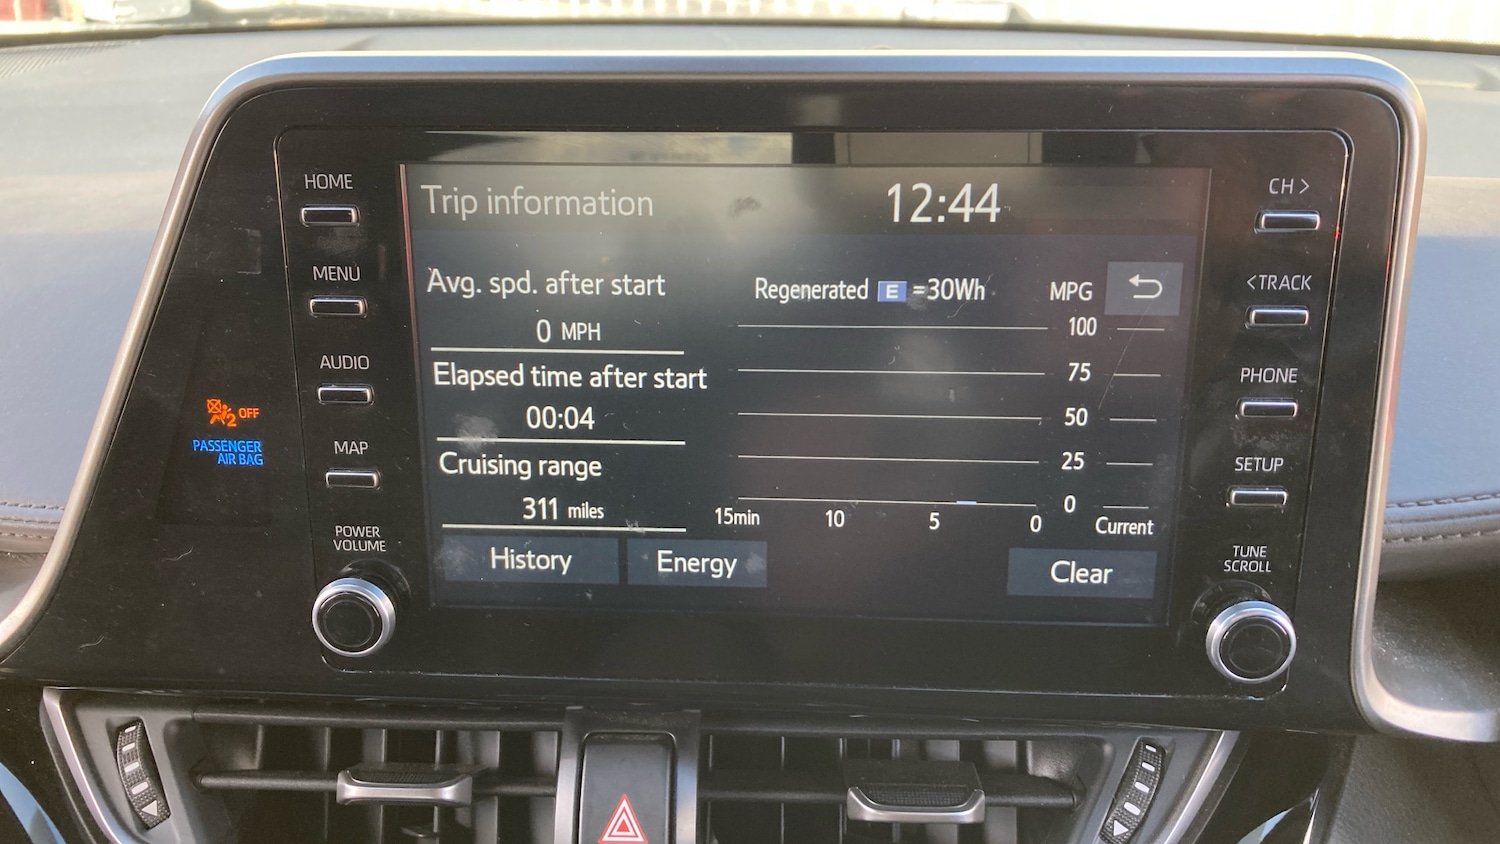 HOME
MENU
AUDIO
MAP
POWER
VOLUME
2 OFF
PASSENGER
AIR BAG
Trip information
12:44
Avg. spd. after start
0 MPH
Elapsed time after start
00:04
Cruising range
311 miles
Regenerated E =30Wh
MPG
100
75
50
25
0
15min 10 5 0 Current
History
Energy
Clear
CH >
<TRACK
PHONE
SETUP
TUNE
SCROLL